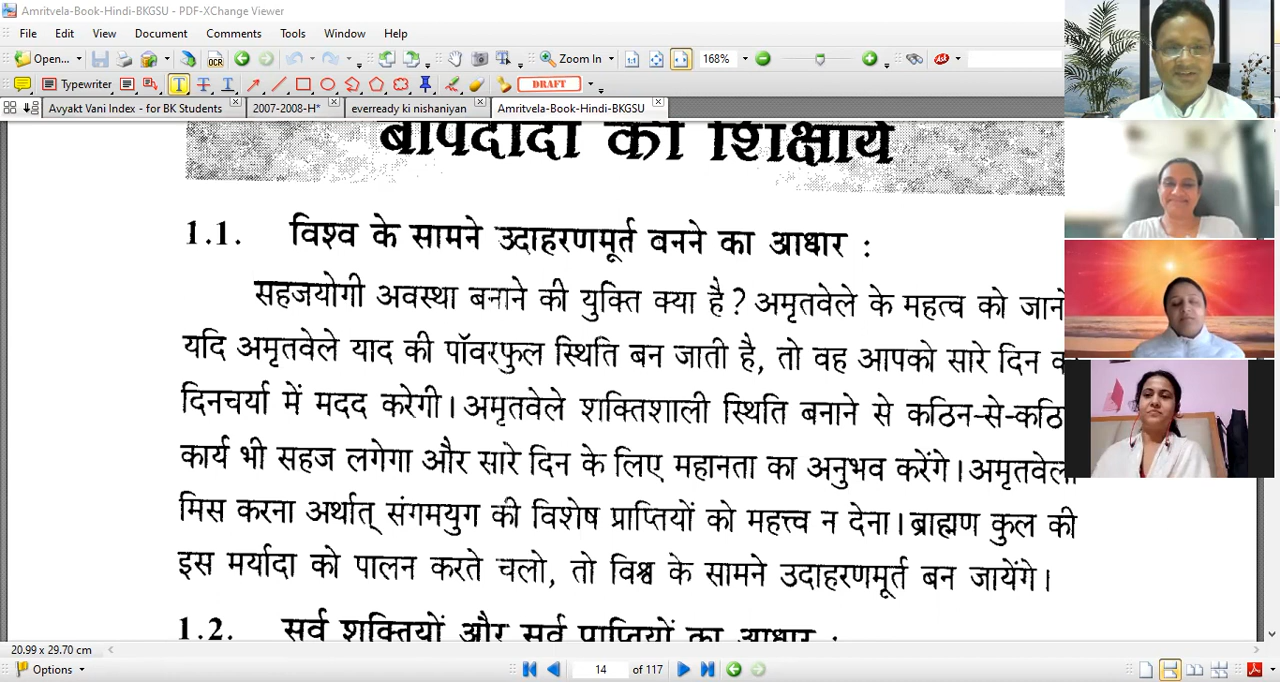 Amritvela-Book-Hindi-BKGSU - PDF-XChange Viewer
File Edit View Document Comments Tools Window Help
Open... OCR Zoom In 168%
Typewriter DRAFT
Avyakt Vani Index - for BK Students 2007-2008-H* everready ki nishaniyan Amritvela-Book-Hindi-BKGSU
बापदादा की शिक्षायें
1.1. विश्व के सामने उदाहरणमूर्त बनने का आधार :
सहजयोगी अवस्था बनाने की युक्ति क्या है? अमृतवेले के महत्व को
यदि अमृतवेले याद की पॉवरफुल स्थिति बन जाती है, तो वह आपको सारे दिन
दिनचर्या में मदद करेगी। अमृतवेले शक्तिशाली स्थिति बनाने से
कार्य भी सहज लगेगा और सारे दिन के लिए महानता का अनुभव करेंगे। अमृतवेला
मिस करना अर्थात् संगमयुग की विशेष प्राप्तियों को महत्त्व न देना। ब्राह्मण कुल की
इस मर्यादा को पालन करते चलो, तो विश्व के सामने उदाहरणमूर्त बन जायेंगे।
1.2. सर्व शक्तियों और सर्व प्राप्तियों का आधार :
20.99 x 29.70 cm
Options 14 of 117